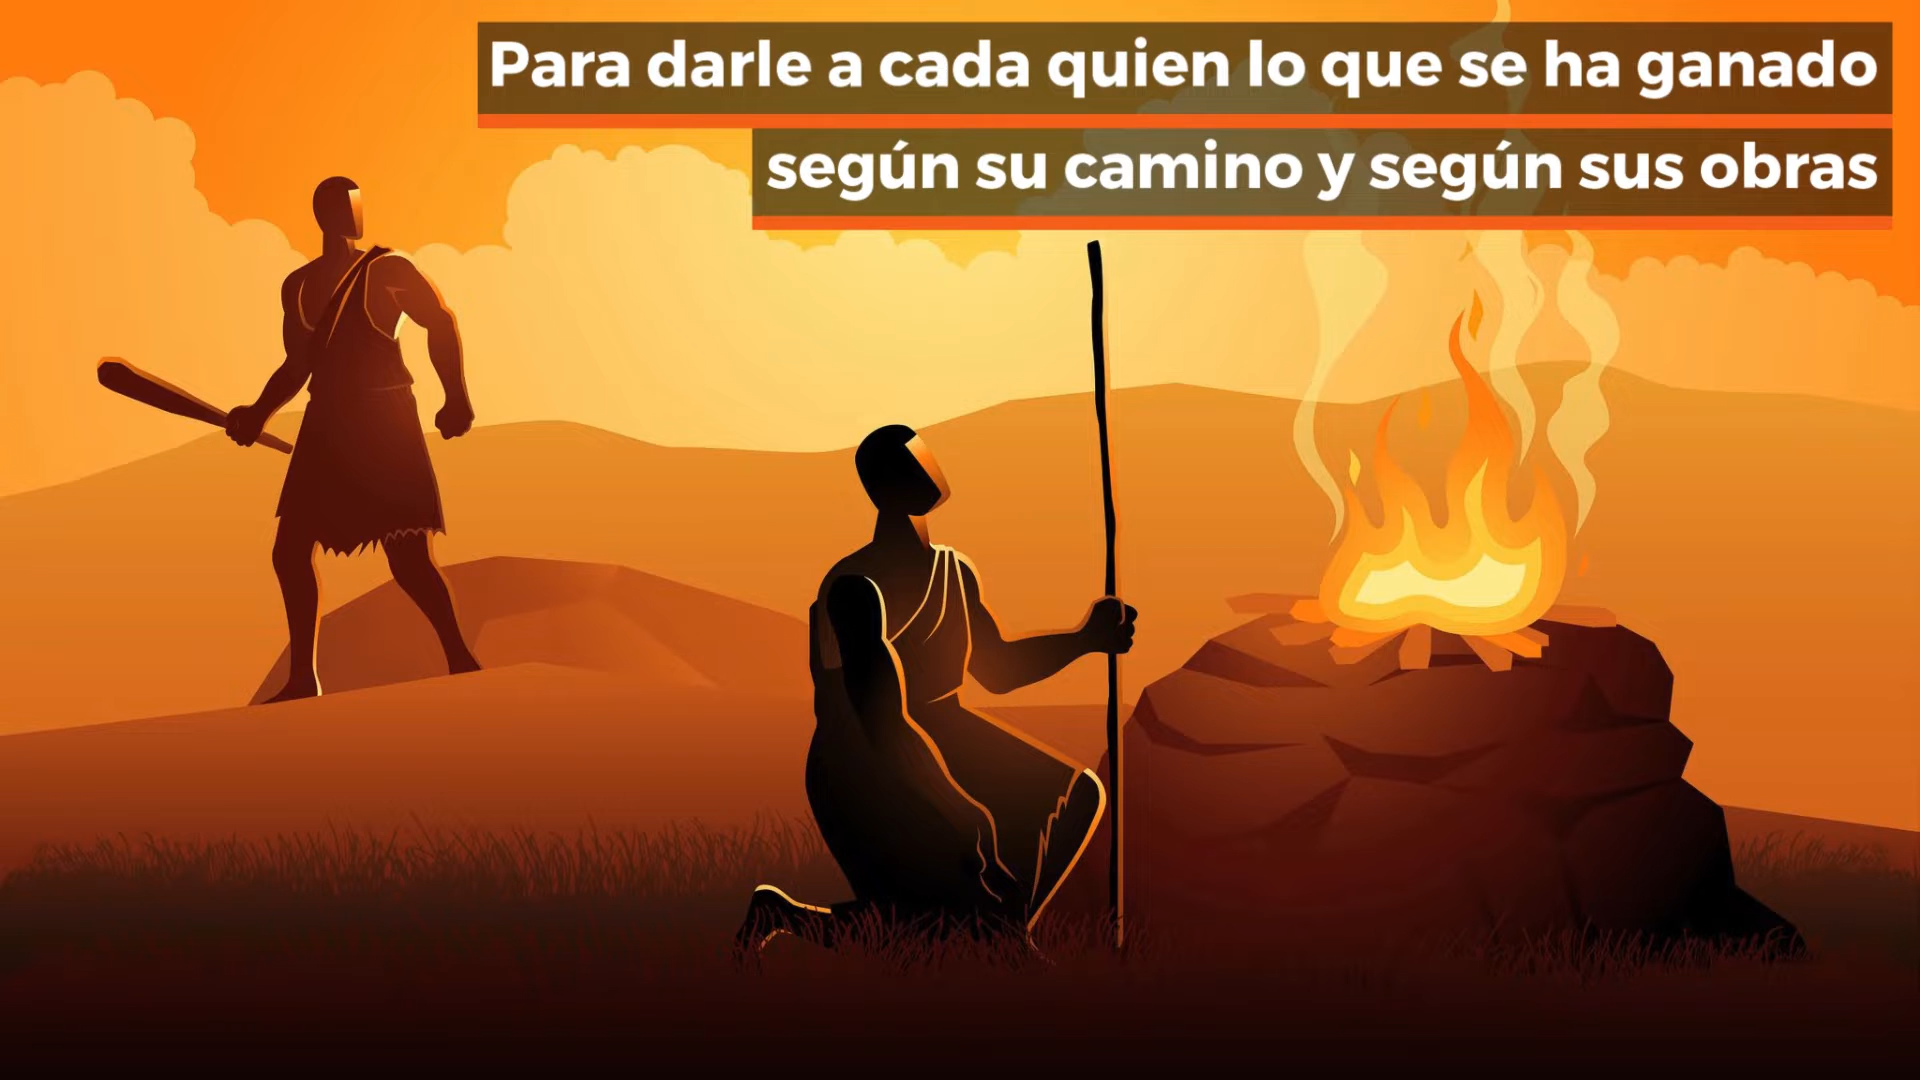 Para darle a cada quien lo que se ha ganado
según su camino y según sus obras